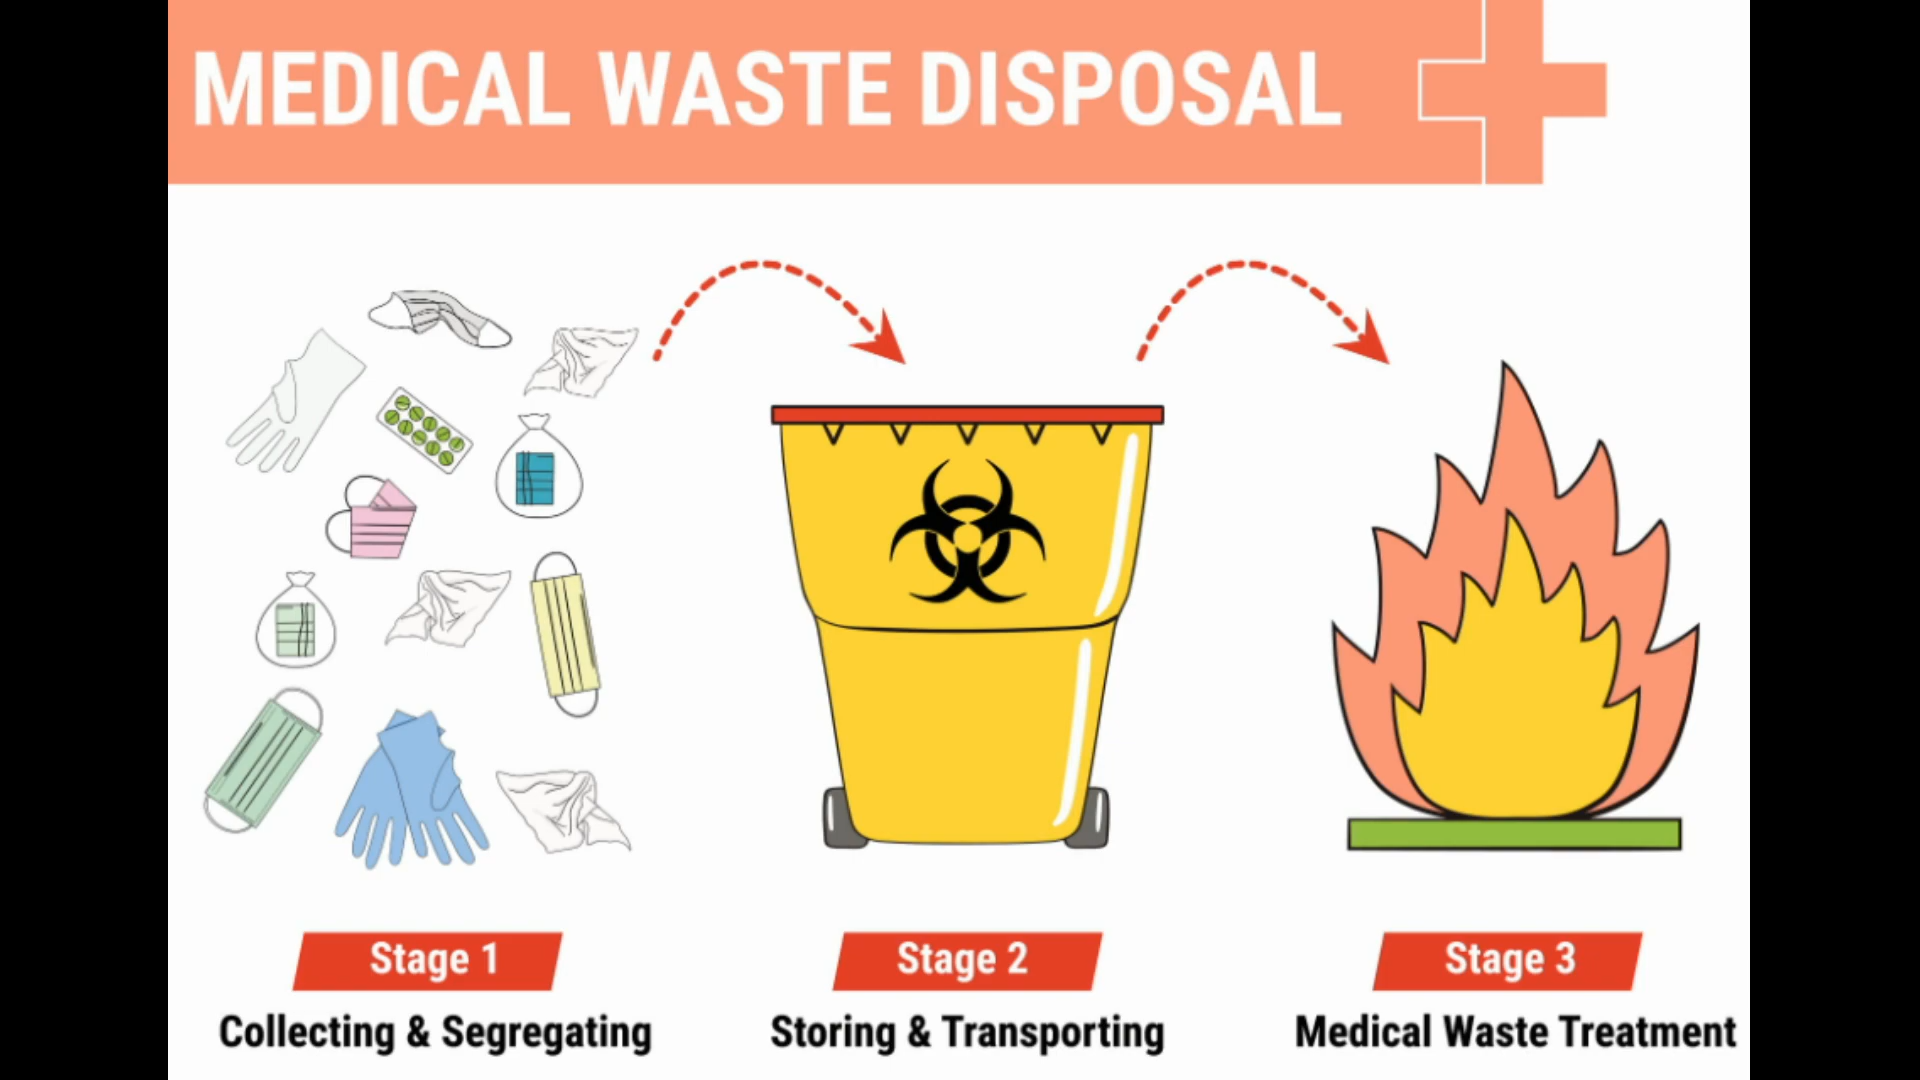 MEDICAL WASTE DISPOSAL
Stage 1
Collecting & Segregating
Stage 2
Storing & Transporting
Stage 3
Medical Waste Treatment